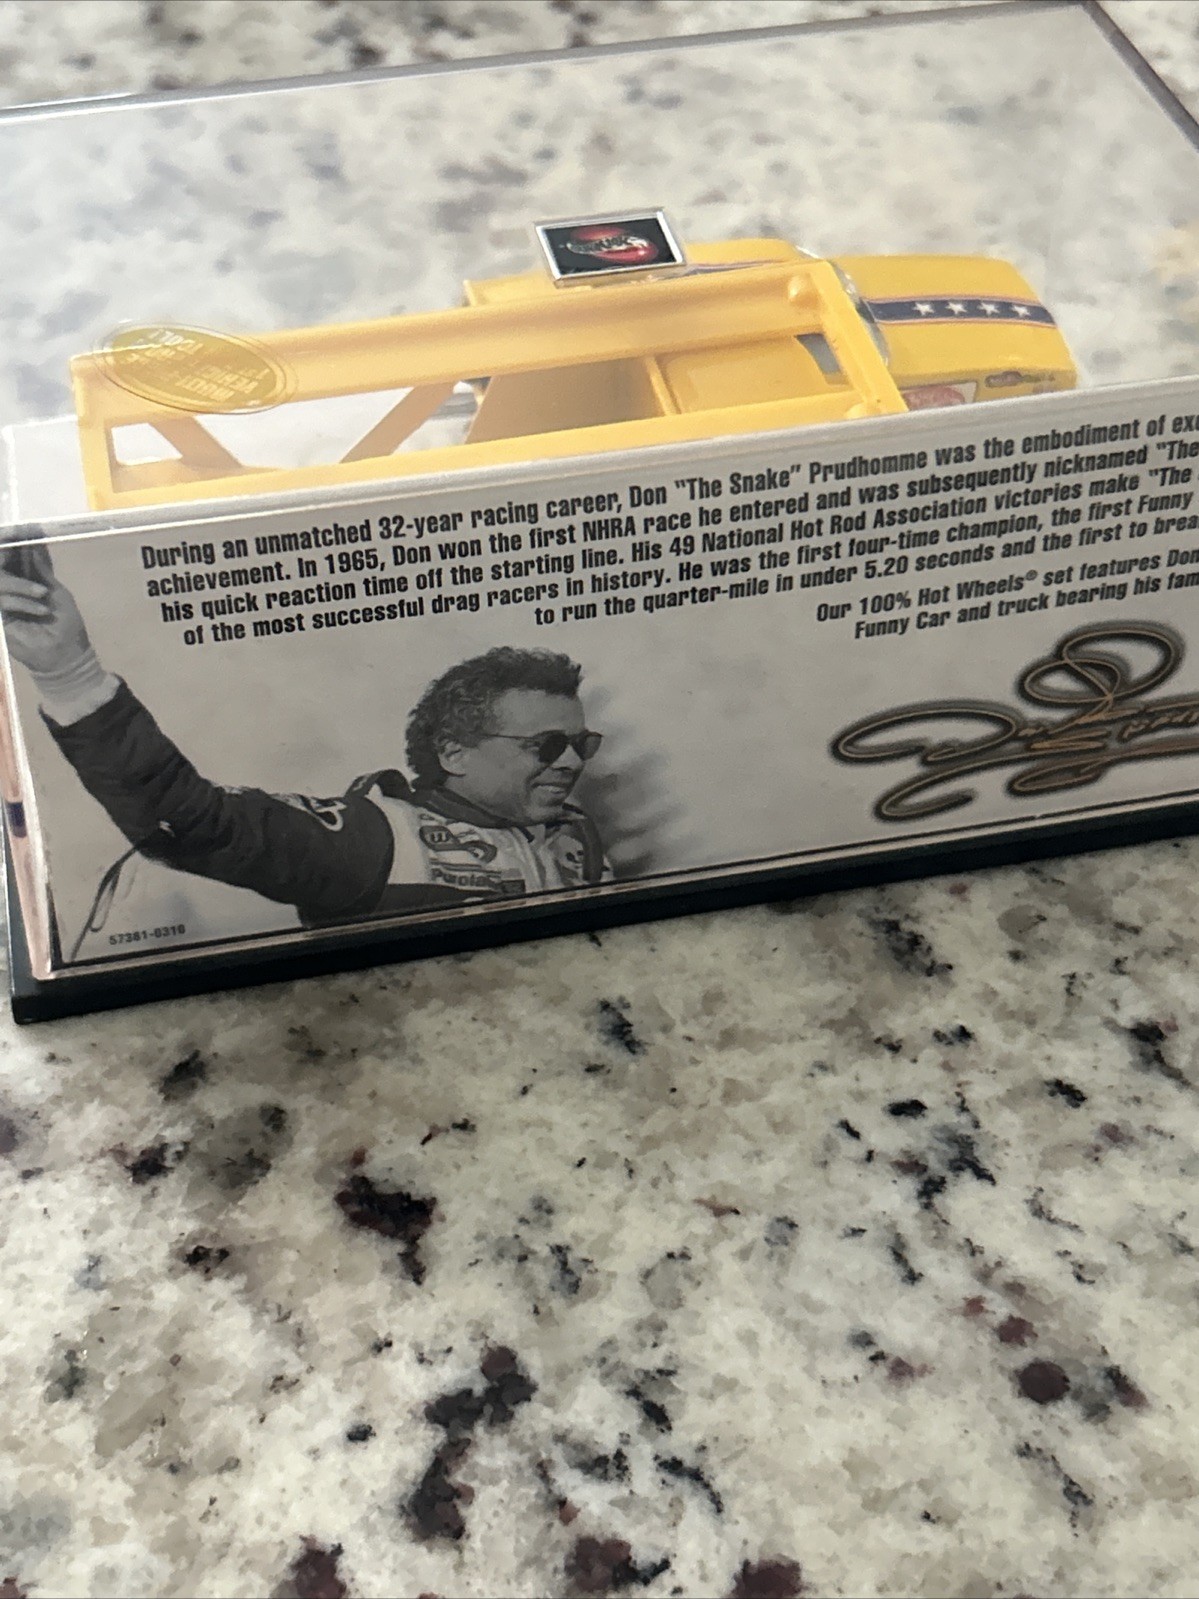 During an unmatched 32-year racing career, Don "The Snake" Prudhomme was the embodiment of
achievement. In 1965, Don won the first NHRA race he entered and was subsequently nicknamed "The
his quick reaction time off the starting line. His 49 National Hot Rod Association victories make "The
of the most successful drag racers in history. He was the first four-time champion, the first Funny
to run the quarter-mile in under 5.20 seconds and the first to
Our 100% Hot Wheels® set features Don
Funny Car and truck bearing his
57381-0310